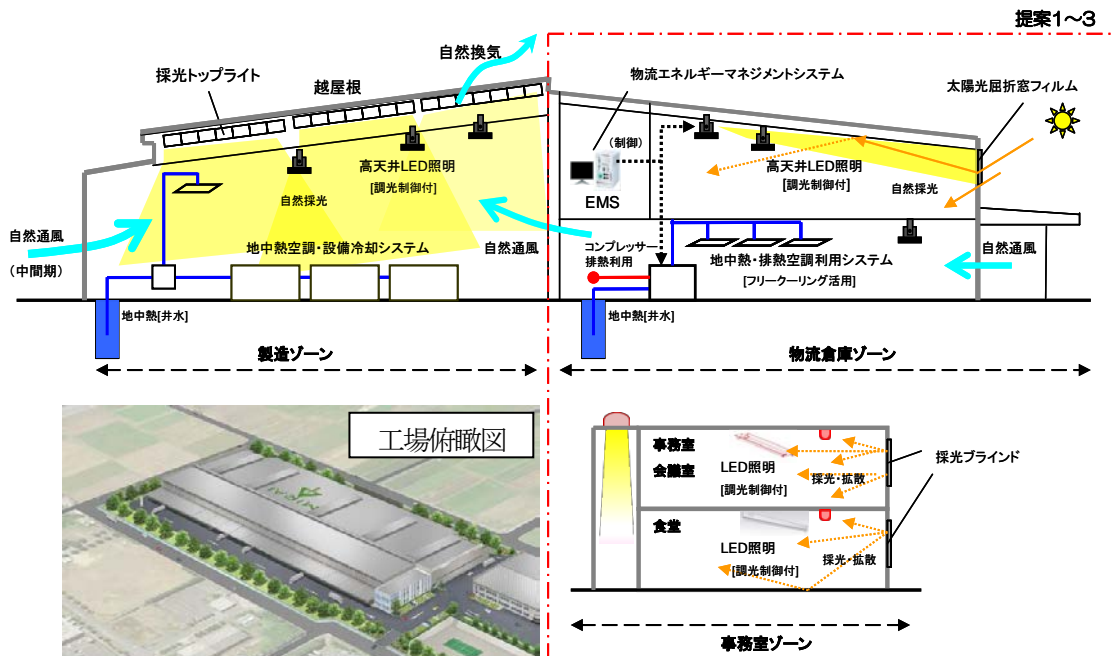 提案1～3
自然換気
採光トップライト
越屋根
物流エネルギーマネジメントシステム
太陽光屈折窓フィルム
(制御)
高天井LED照明
[調光制御付]
自然採光
EMS
高天井LED照明
[調光制御付]
自然採光
自然通風
(中間期)
地中熱空調・設備冷却システム
自然通風
コンプレッサー
排熱利用
地中熱・排熱空調利用システム
[フリークーリング活用]
自然通風
地中熱[井水]
地中熱[井水]
製造ゾーン
物流倉庫ゾーン
工場俯瞰図
MIRAI
事務室
会議室
LED照明
[調光制御付]
採光・拡散
採光ブラインド
食堂
LED照明
[調光制御付]
採光・拡散
事務室ゾーン